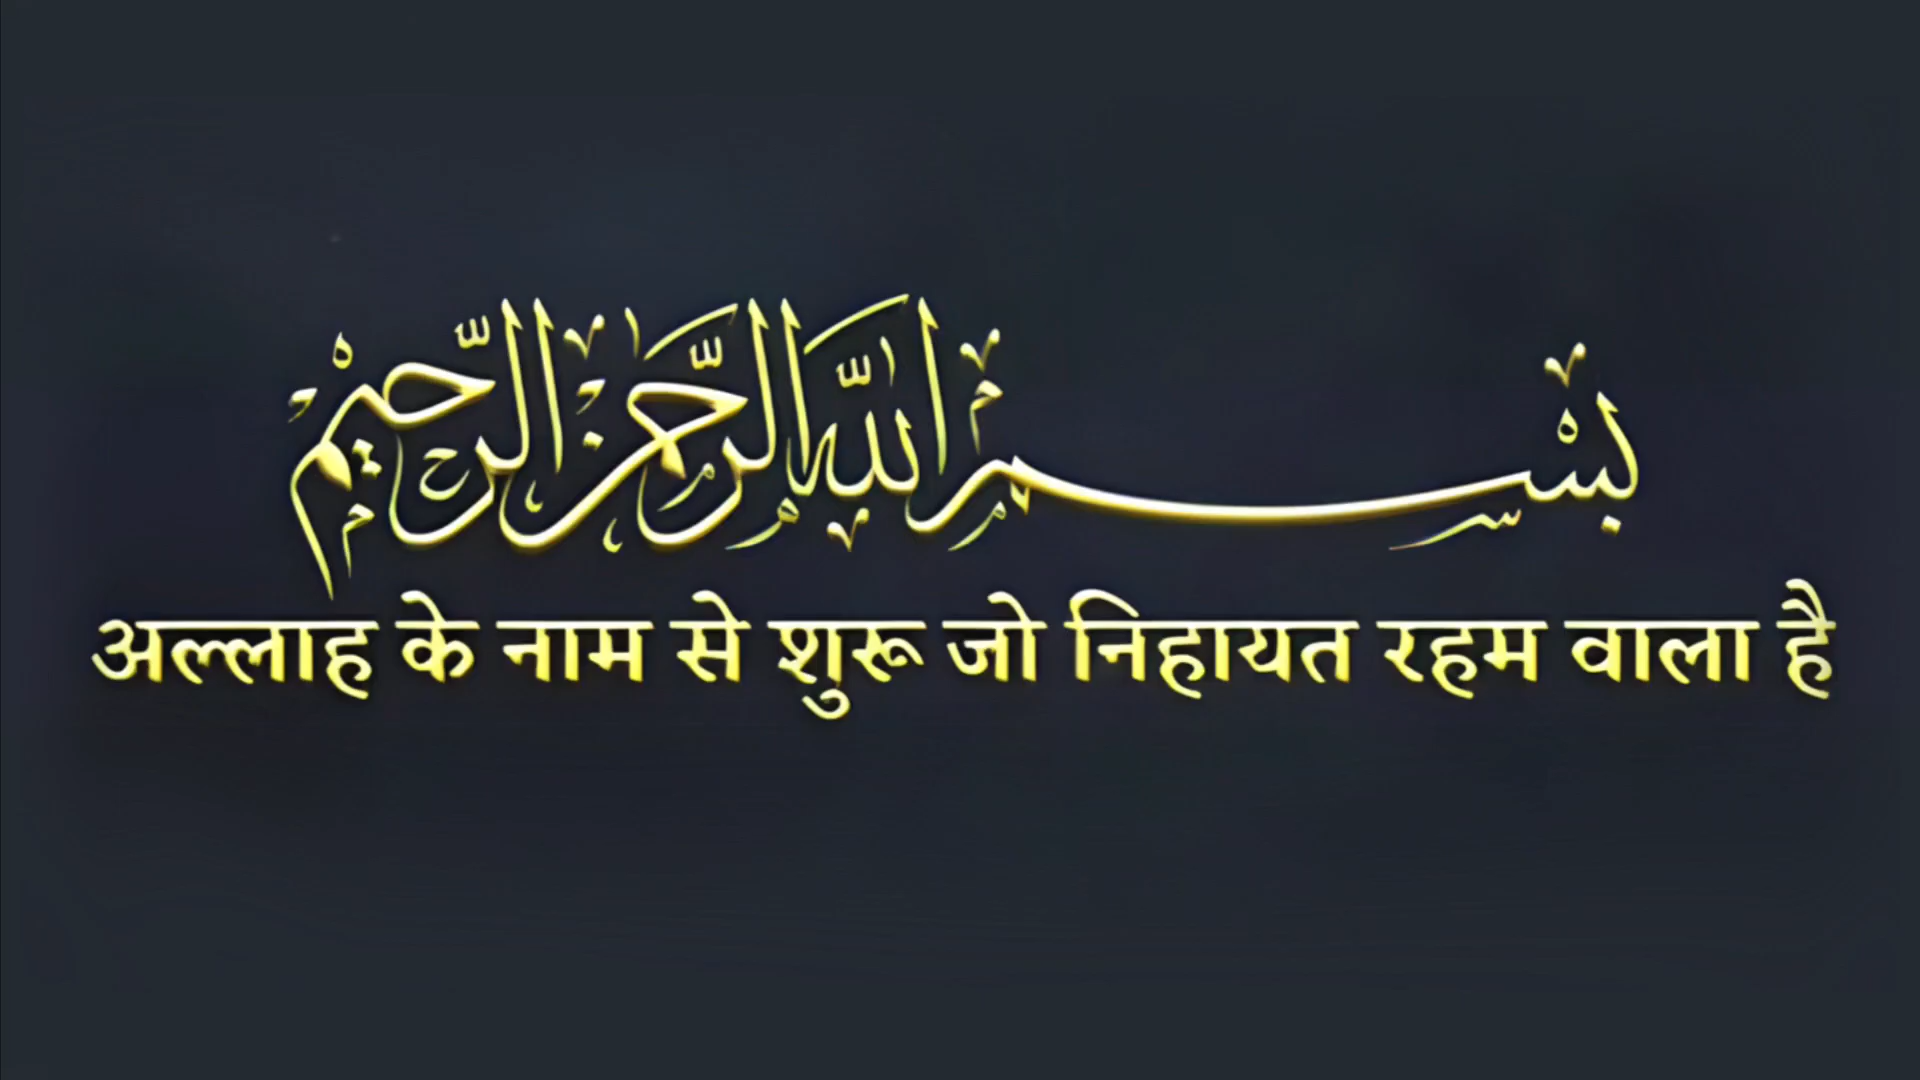 بسم الله الرحمن الرحيم
अल्लाह के नाम से शुरू जो निहायत रहम वाला है